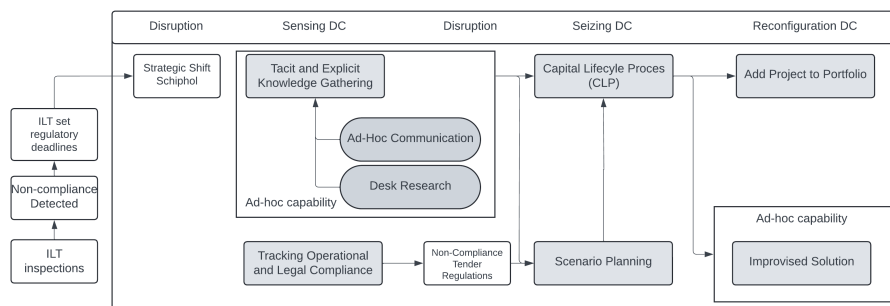 Disruption
Sensing DC
Disruption
Seizing DC
Reconfiguration DC
Strategic Shift
Schiphol
Tacit and Explicit
Knowledge Gathering
Capital Lifecyle Proces
(CLP)
Add Project to Portfolio
ILT set
regulatory
deadlines
Ad-Hoc Communication
Non-compliance
Detected
Desk Research
Ad-hoc capability
Ad-hoc capability
ILT
inspections
Tracking Operational
and Legal Compliance
Non-Compliance
Tender
Regulations
Scenario Planning
Improvised Solution